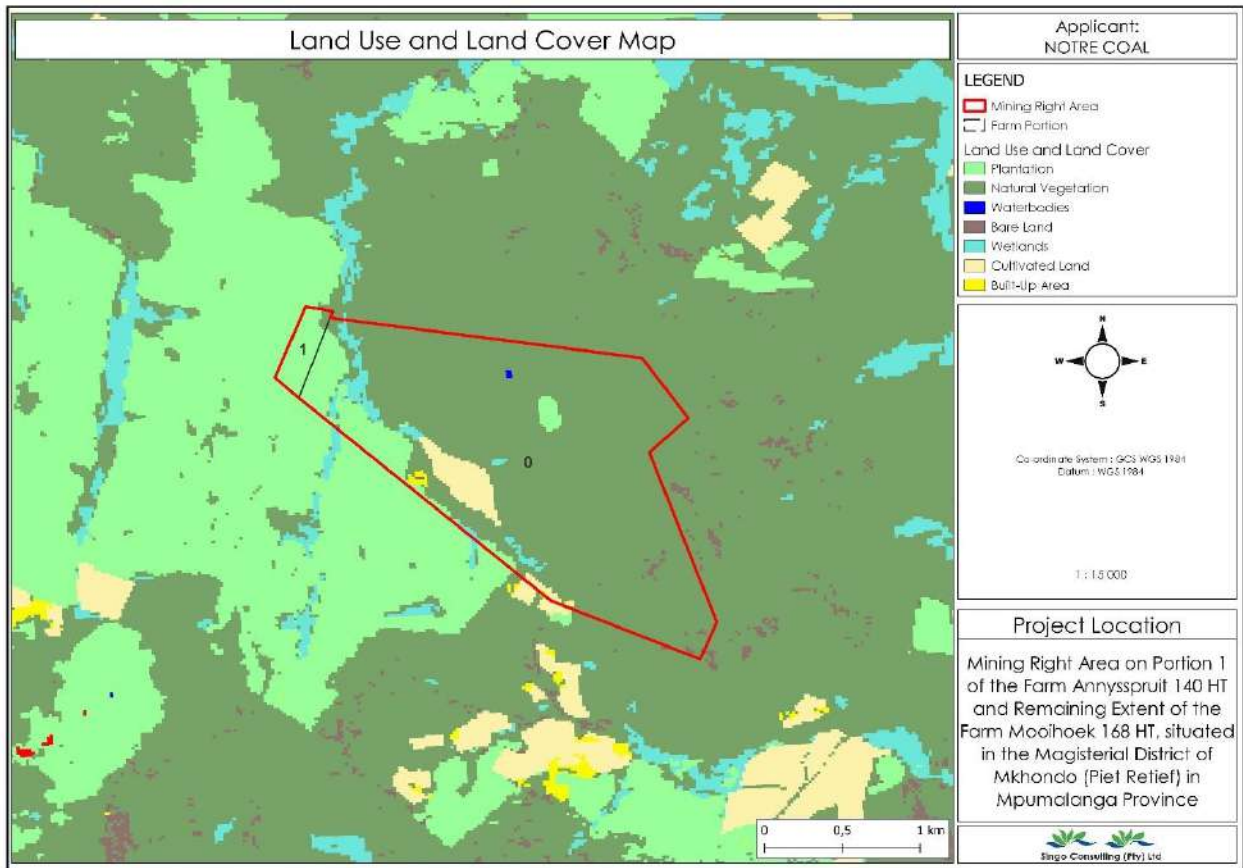 Land Use and Land Cover Map
Applicant:
NOTRE COAL
LEGEND
Mining Right Area
Farm Portion
Land Use and Land Cover
Plantation
Natural Vegetation
Waterbodies
Bare Land
Wetlands
Cultivated Land
Built-Up Area
1
0
N
W
E
S
Co-ordinate System : GCS WGS 1984
Datum : WGS 1984
1 : 15 000
Project Location
Mining Right Area on Portion 1
of the Farm Annysspruit 140 HT
and Remaining Extent of the
Farm Mooihoek 168 HT, situated
in the Magisterial District of
Mkhondo (Piet Retief) in
Mpumalanga Province
0 0,5 1 km
Singo Consulting (Pty) Ltd